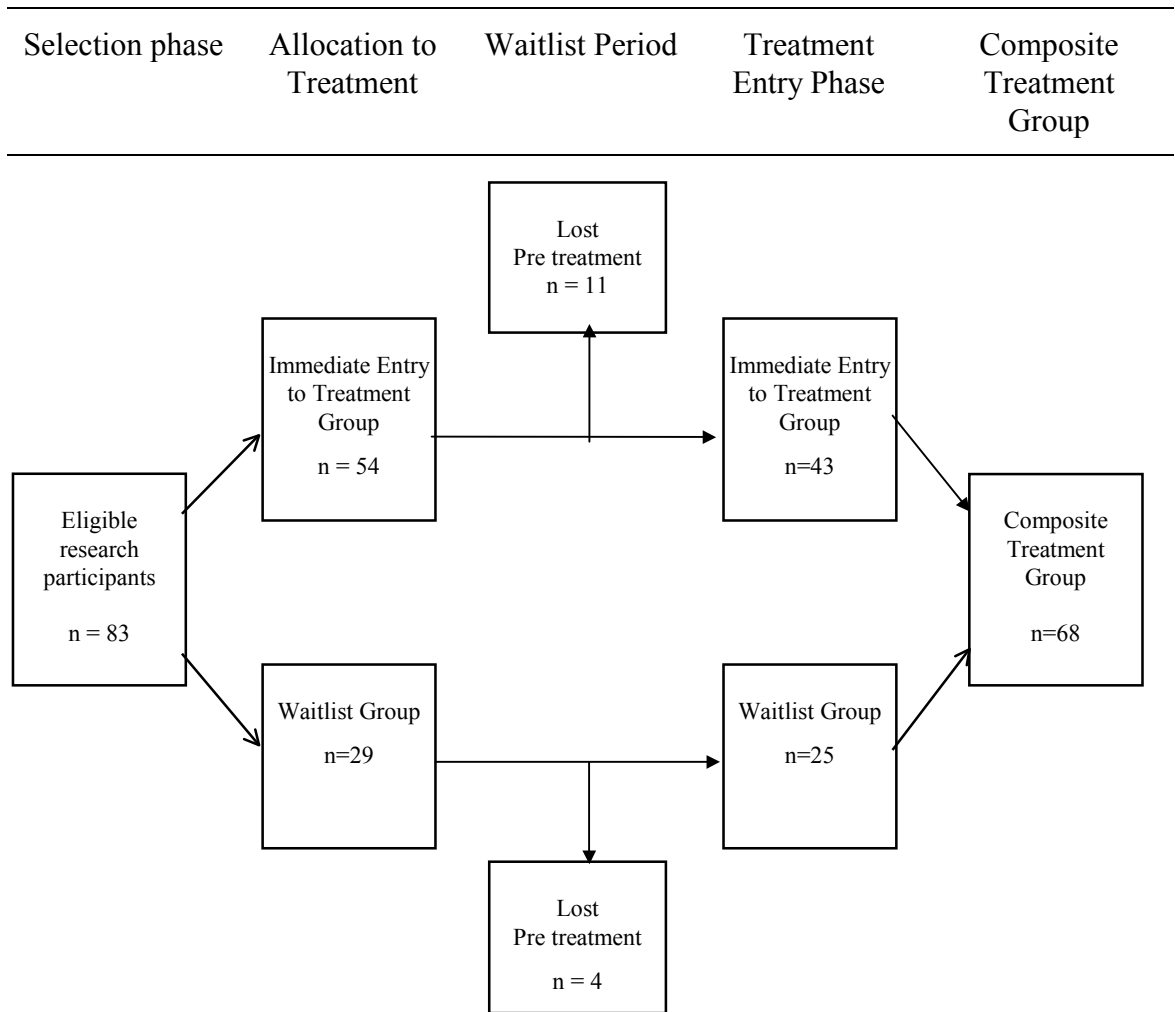 Selection phase
Allocation to
Treatment
Waitlist Period
Treatment
Entry Phase
Composite
Treatment
Group
Lost
Pre treatment
n = 11
Immediate Entry
to Treatment
Group
n = 54
Immediate Entry
to Treatment
Group
n=43
Eligible
research
participants
n = 83
Composite
Treatment
Group
n=68
Waitlist Group
n=29
Waitlist Group
n=25
Lost
Pre treatment
n = 4